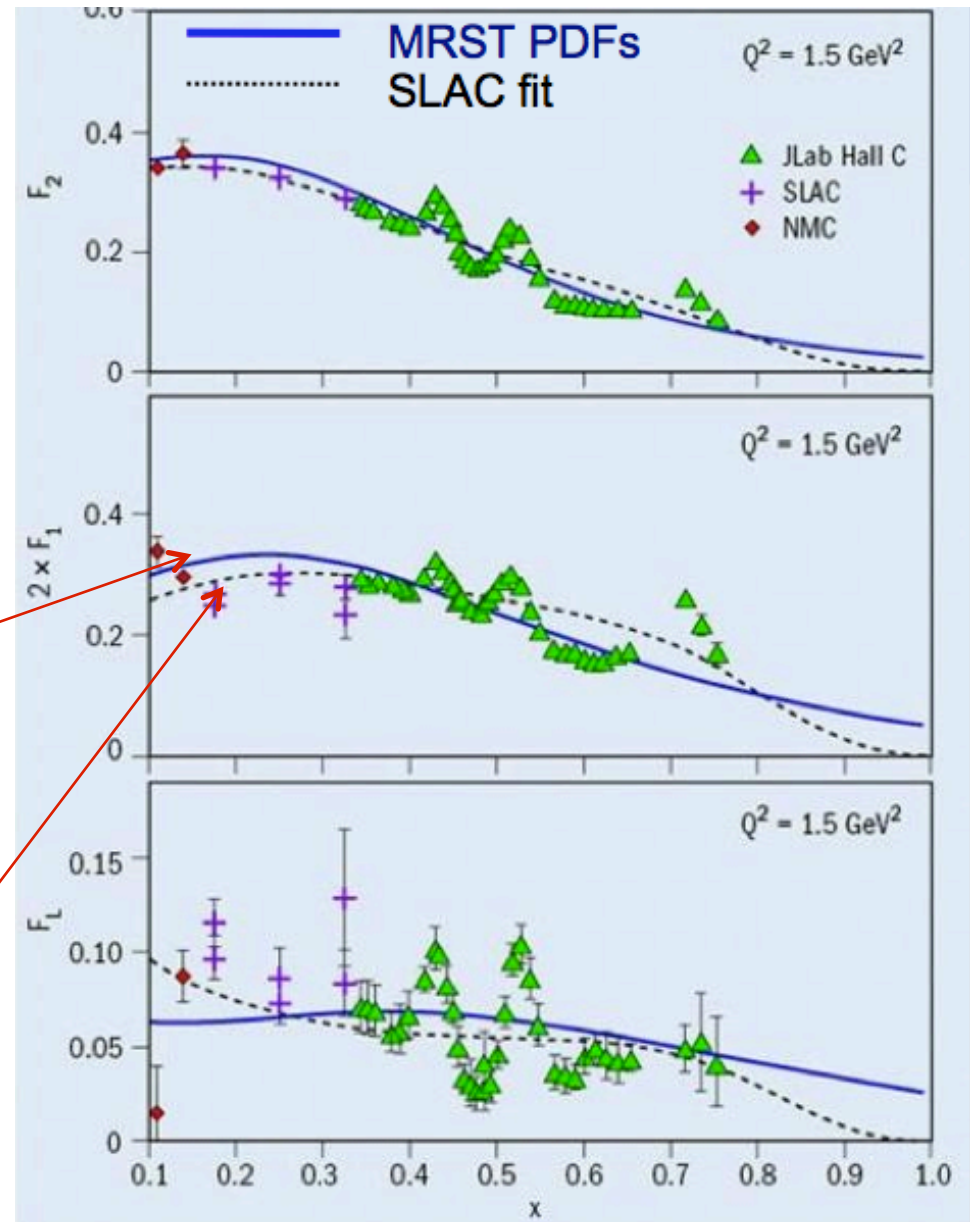 0.6
MRST PDFs
SLAC fit
Q² = 1.5 GeV²
JLab Hall C
SLAC
NMC
F₂
0.4
0.2
0
Q² = 1.5 GeV²
2 × F₁
0.4
0.2
0
Q² = 1.5 GeV²
F_L
0.15
0.10
0.05
0
0.1 0.2 0.3 0.4 0.5 0.6 0.7 0.8 0.9 1.0
x